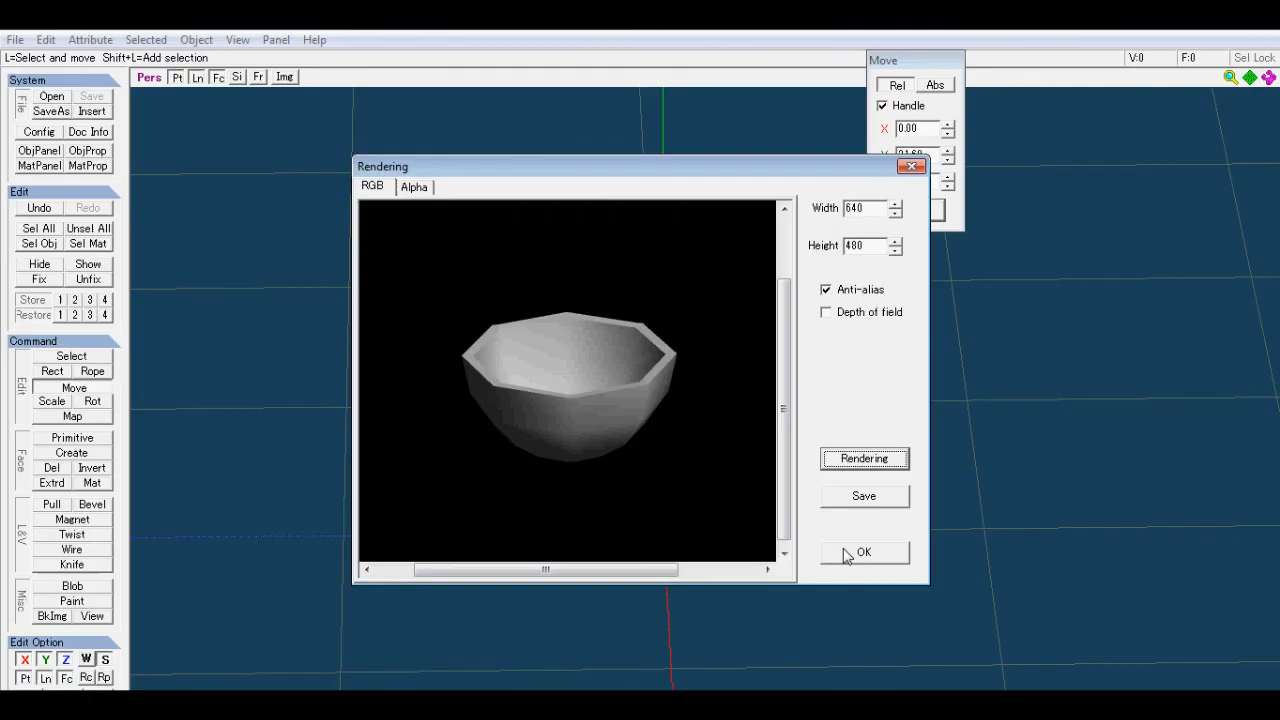 File Edit Attribute Selected Object View Panel Help
L=Select and move Shift+L=Add selection V:0 F:0 Sel Lock
Pers Pt Ln Fc Si Fr Img
System
File
Open Save
SaveAs Insert
Config Doc Info
ObjPanel ObjProp
MatPanel MatProp
Edit
Undo Redo
Sel All Unsel All
Sel Obj Sel Mat
Hide Show
Fix Unfix
Store 1 2 3 4
Restore 1 2 3 4
Command
Edit
Select
Rect Rope
Move
Scale Rot
Map
Face
Primitive
Create
Del Invert
Extrd Mat
L&V
Pull Bevel
Magnet
Twist
Wire
Knife
Misc
Blob
Paint
BkImg View
Edit Option
X Y Z W S
Pt Ln Fc Rc Rp
Move
Rel Abs
Handle
X 0.00
Rendering
RGB Alpha
Width 640
Height 480
Anti-alias
Depth of field
Rendering
Save
OK